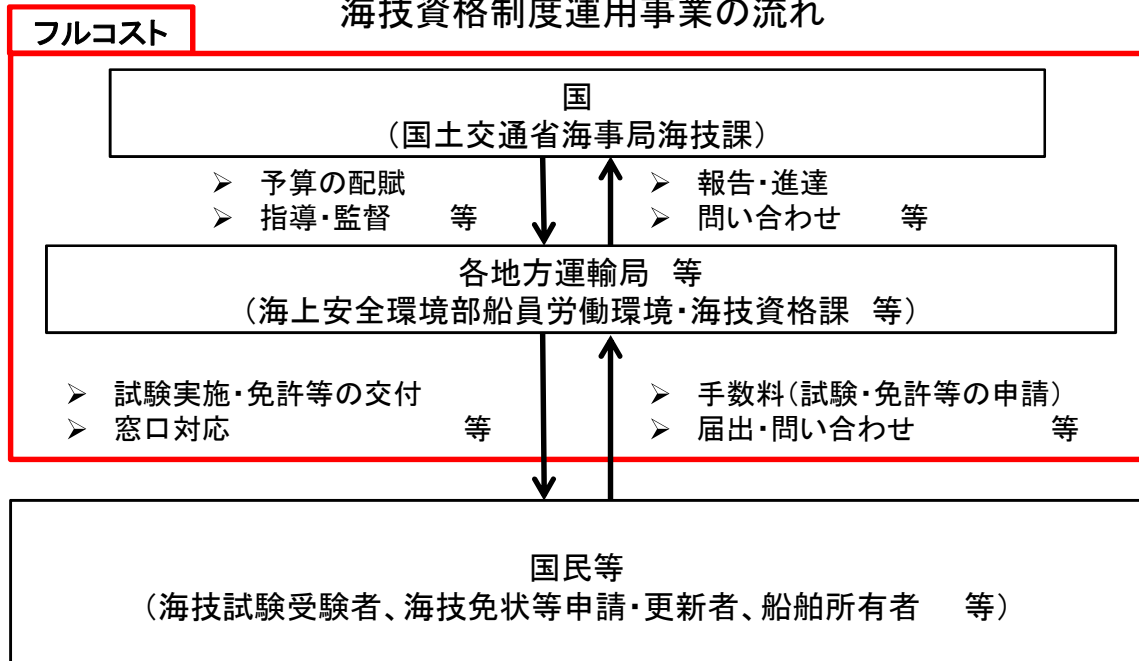 海技資格制度運用事業の流れ
フルコスト
国
（国土交通省海事局海技課）
➢ 予算の配賦
➢ 指導・監督 等
➢ 報告・進達
➢ 問い合わせ 等
各地方運輸局 等
（海上安全環境部船員労働環境・海技資格課 等）
➢ 試験実施・免許等の交付
➢ 窓口対応 等
➢ 手数料（試験・免許等の申請）
➢ 届出・問い合わせ 等
国民等
（海技試験受験者、海技免状等申請・更新者、船舶所有者 等）